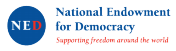 NED
National Endowment
for Democracy
Supporting freedom around the world